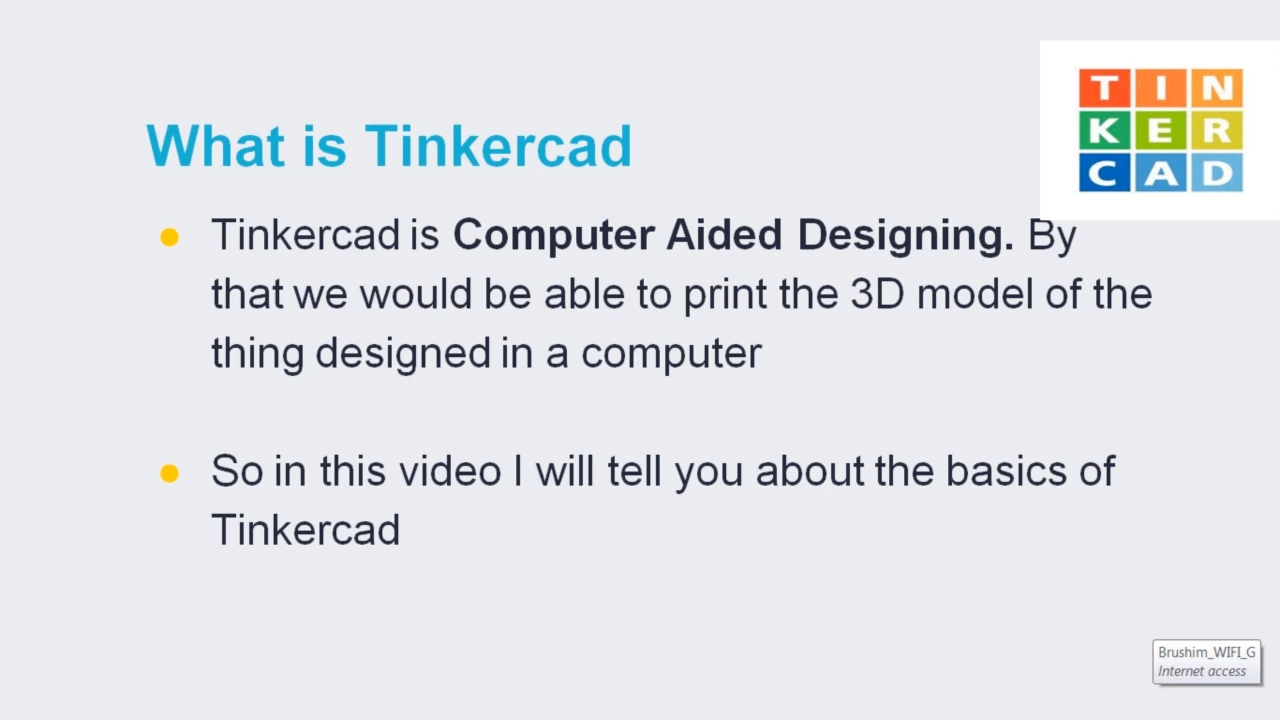 TIN
KER
CAD
What is Tinkercad
● Tinkercad is Computer Aided Designing. By
that we would be able to print the 3D model of the
thing designed in a computer
● So in this video I will tell you about the basics of
Tinkercad
Brushim_WIFI_G
Internet access